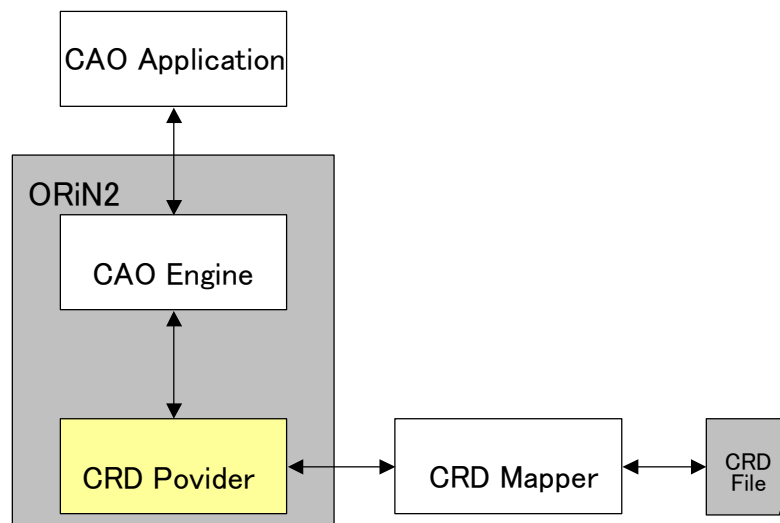 CAO Application
ORiN2
CAO Engine
CRD Povider
CRD Mapper
CRD
File